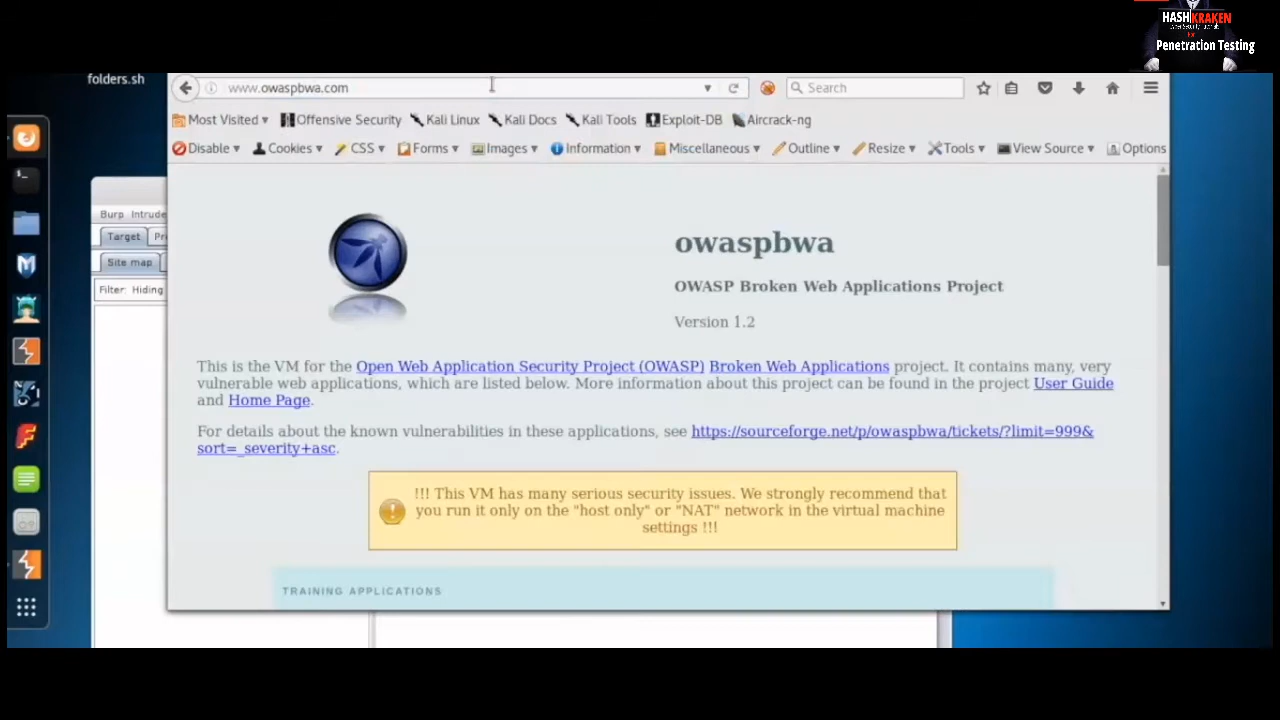 HASHKRAKEN
Penetration Testing
folders.sh
www.owaspbwa.com
Search
Most Visited
Offensive Security
Kali Linux
Kali Docs
Kali Tools
Exploit-DB
Aircrack-ng
Disable
Cookies
CSS
Forms
Images
Information
Miscellaneous
Outline
Resize
Tools
View Source
Options
Burp Intrude
Target
Site map
Filter: Hiding
owaspbwa
OWASP Broken Web Applications Project
Version 1.2
This is the VM for the Open Web Application Security Project (OWASP) Broken Web Applications project. It contains many, very
vulnerable web applications, which are listed below. More information about this project can be found in the project User Guide
and Home Page.
For details about the known vulnerabilities in these applications, see https://sourceforge.net/p/owaspbwa/tickets/?limit=999&
sort=_severity+asc.
!!! This VM has many serious security issues. We strongly recommend that
you run it only on the "host only" or "NAT" network in the virtual machine
settings !!!
TRAINING APPLICATIONS